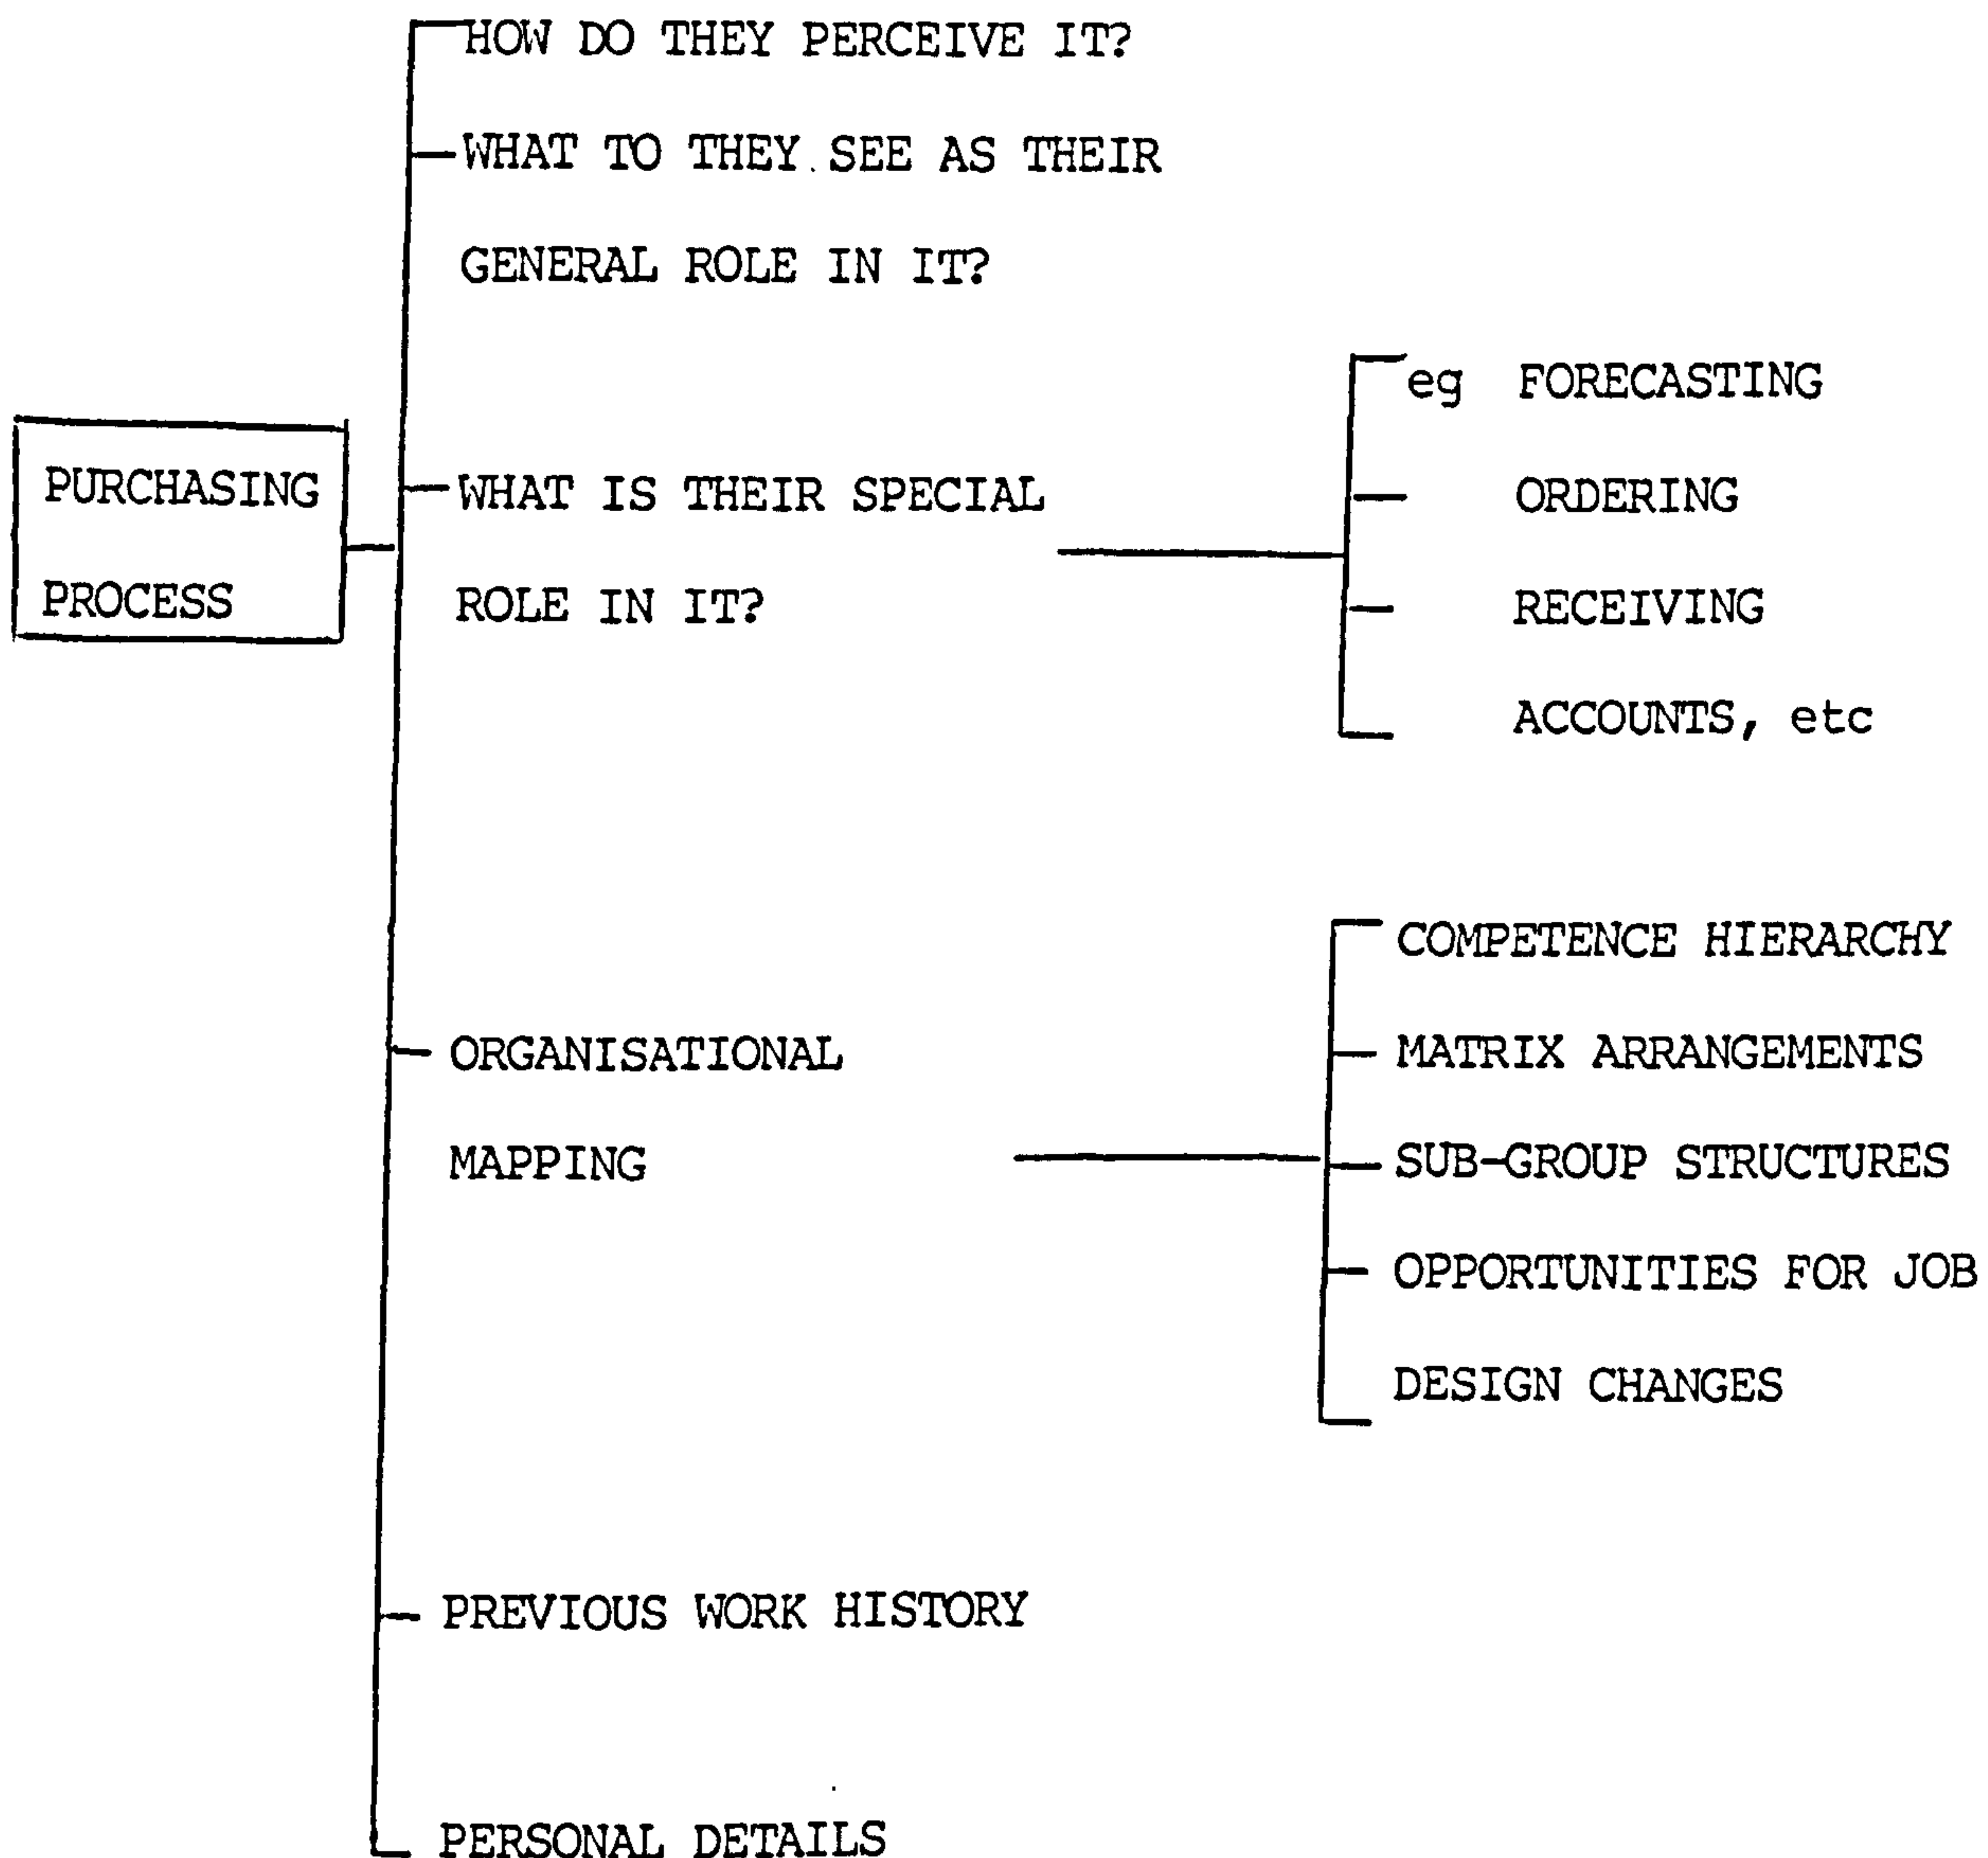 HOW DO THEY PERCEIVE IT?
WHAT TO THEY SEE AS THEIR
GENERAL ROLE IN IT?
PURCHASING
PROCESS
WHAT IS THEIR SPECIAL
ROLE IN IT?
eg FORECASTING
ORDERING
RECEIVING
ACCOUNTS, etc
ORGANISATIONAL
MAPPING
COMPETENCE HIERARCHY
MATRIX ARRANGEMENTS
SUB-GROUP STRUCTURES
OPPORTUNITIES FOR JOB
DESIGN CHANGES
PREVIOUS WORK HISTORY
PERSONAL DETAILS